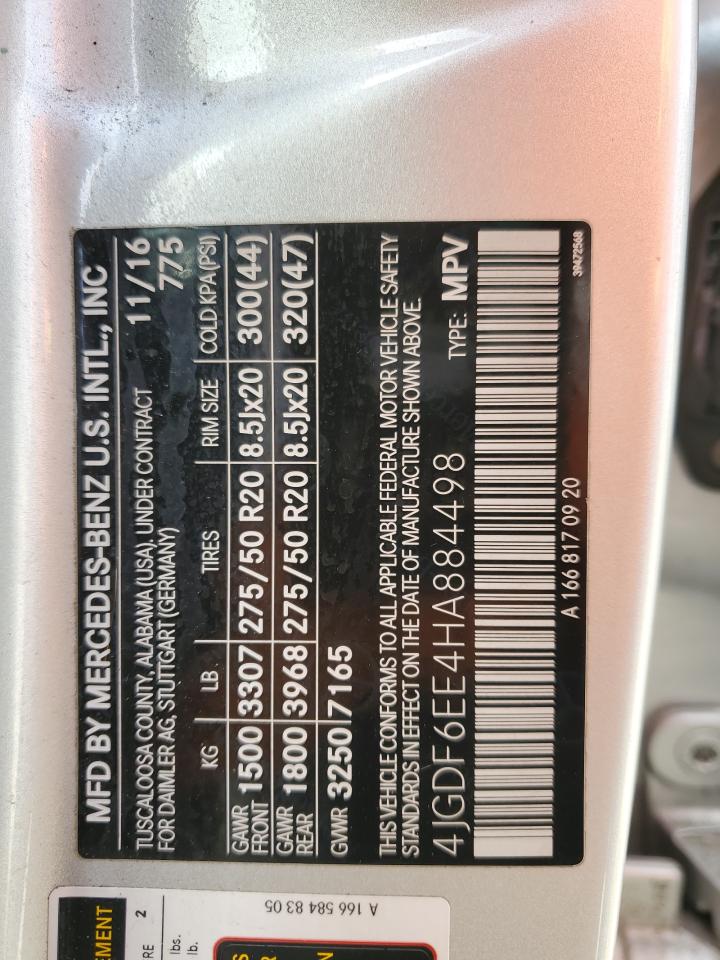 MFD BY MERCEDES-BENZ U.S. INTL., INC
TUSCALOOSA COUNTY, ALABAMA (USA), UNDER CONTRACT 11/16
FOR DAIMLER AG, STUTTGART (GERMANY) 775
KG LB TIRES RIM SIZE COLD KPA(PSI)
GAWR FRONT 1500 3307 275/50 R20 8.5Jx20 300(44)
GAWR REAR 1800 3968 275/50 R20 8.5Jx20 320(47)
GVWR 3250 7165
THIS VEHICLE CONFORMS TO ALL APPLICABLE FEDERAL MOTOR VEHICLE SAFETY
STANDARDS IN EFFECT ON THE DATE OF MANUFACTURE SHOWN ABOVE.
4JGDF6EE4HA884498 TYPE: MPV
A 166 817 09 20
39472568
A 166 584 83 05
EMENT
RE 2
lbs.
lb.